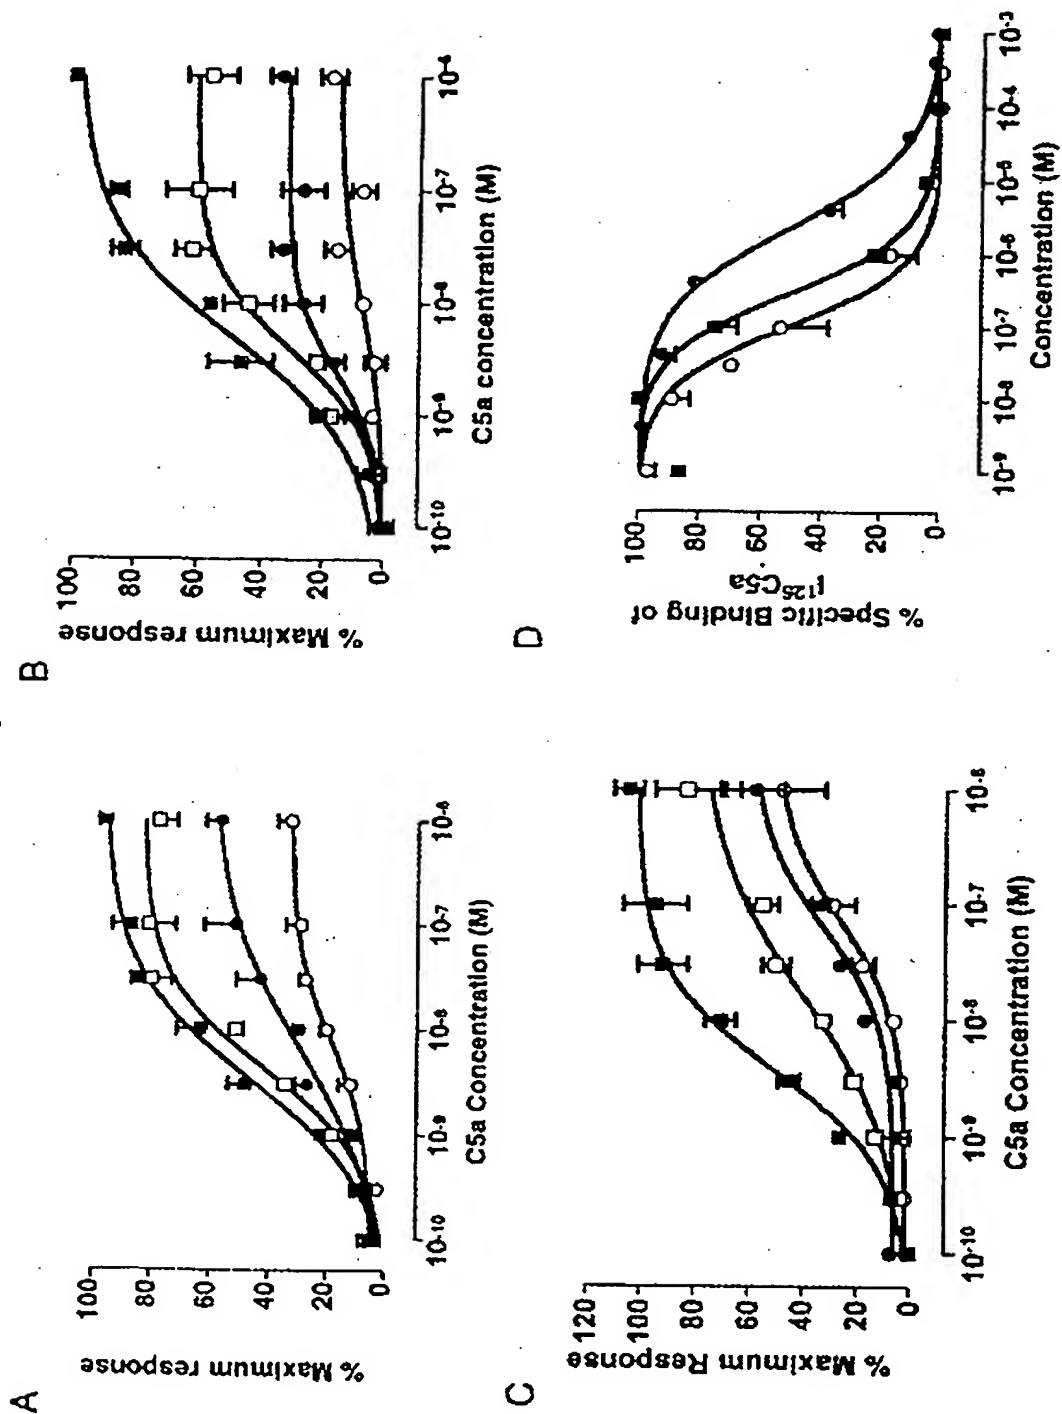 A
% Maximum response
100
80
60
40
20
0
10⁻¹⁰ 10⁻⁹ 10⁻⁸ 10⁻⁷ 10⁻⁶
C5a Concentration (M)
B
% Maximum response
100
80
60
40
20
0
10⁻¹⁰ 10⁻⁹ 10⁻⁸ 10⁻⁷ 10⁻⁶
C5a concentration (M)
C
% Maximum Response
120
100
80
60
40
20
0
10⁻¹⁰ 10⁻⁹ 10⁻⁸ 10⁻⁷ 10⁻⁶
C5a Concentration (M)
D
% Specific Binding of
I¹²⁵C5a
100
80
60
40
20
0
10⁻⁹ 10⁻⁸ 10⁻⁷ 10⁻⁶ 10⁻⁵ 10⁻⁴ 10⁻³
Concentration (M)